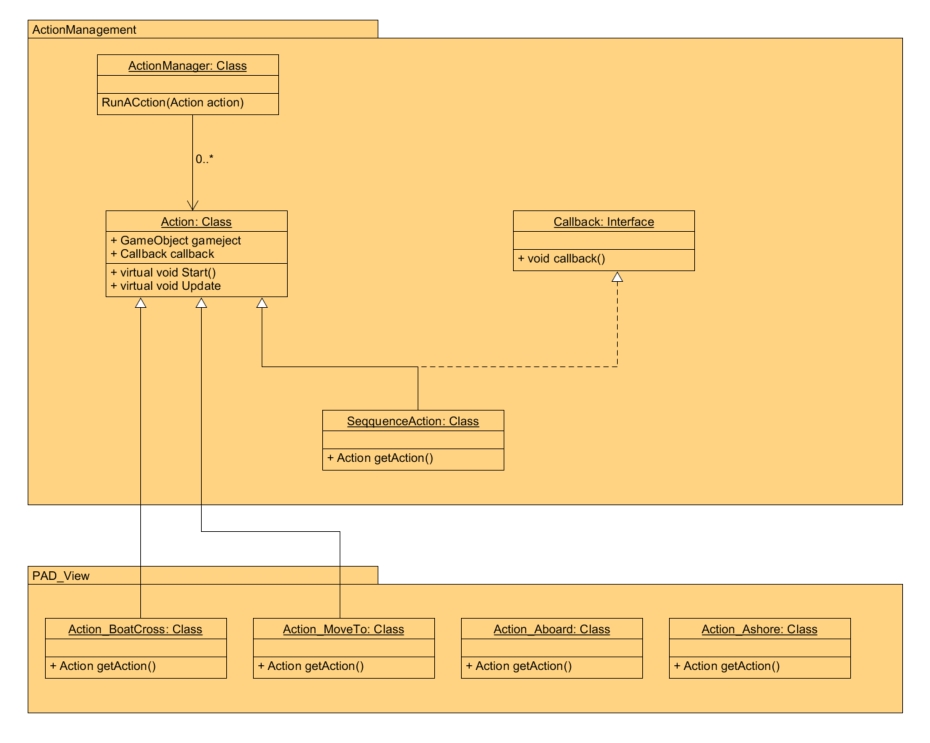 ActionManagement
ActionManager: Class
RunACction(Action action)
0..*
Action: Class
+ GameObject gameject
+ Callback callback
+ virtual void Start()
+ virtual void Update
Callback: Interface
+ void callback()
SeqquenceAction: Class
+ Action getAction()
PAD_View
Action_BoatCross: Class
+ Action getAction()
Action_MoveTo: Class
+ Action getAction()
Action_Aboard: Class
+ Action getAction()
Action_Ashore: Class
+ Action getAction()